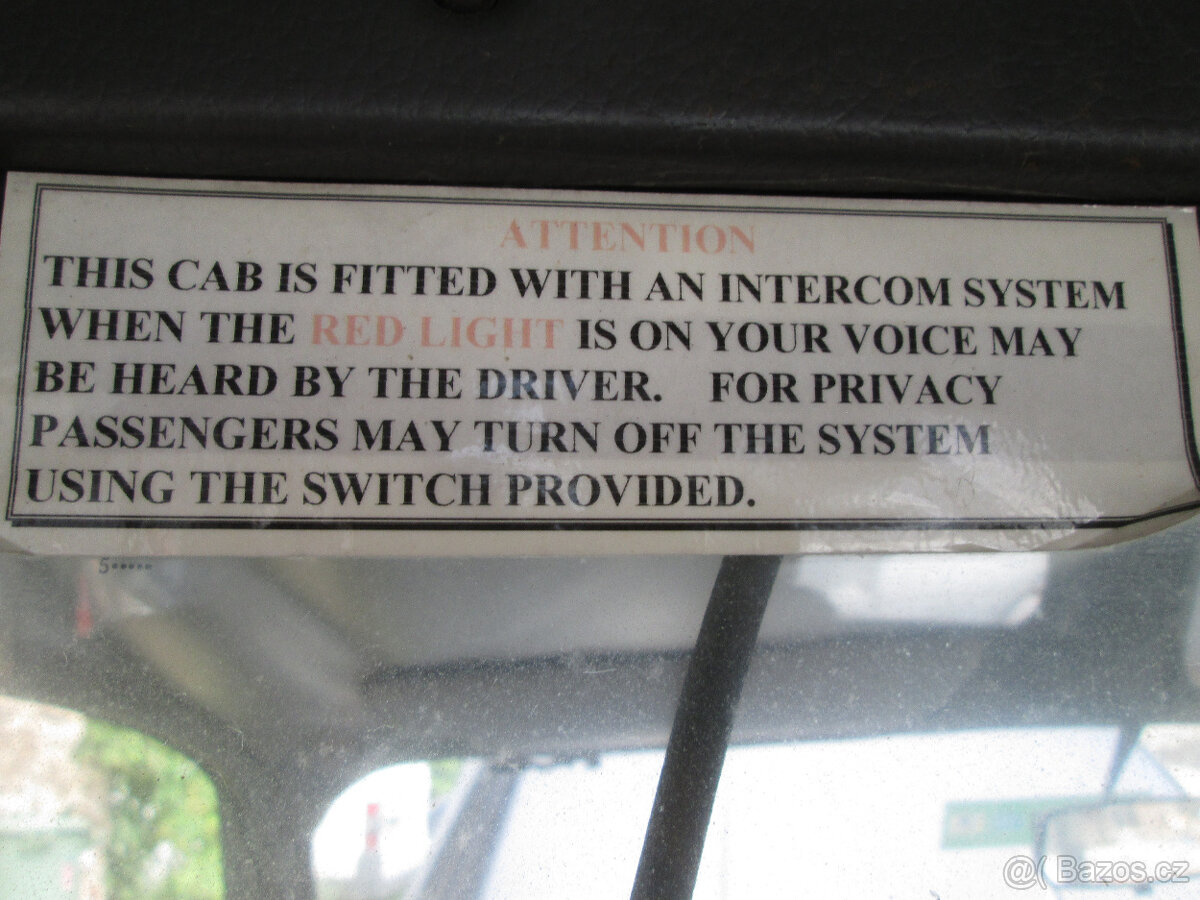 ATTENTION
THIS CAB IS FITTED WITH AN INTERCOM SYSTEM
WHEN THE RED LIGHT IS ON YOUR VOICE MAY
BE HEARD BY THE DRIVER. FOR PRIVACY
PASSENGERS MAY TURN OFF THE SYSTEM
USING THE SWITCH PROVIDED.
@( Bazos.cz